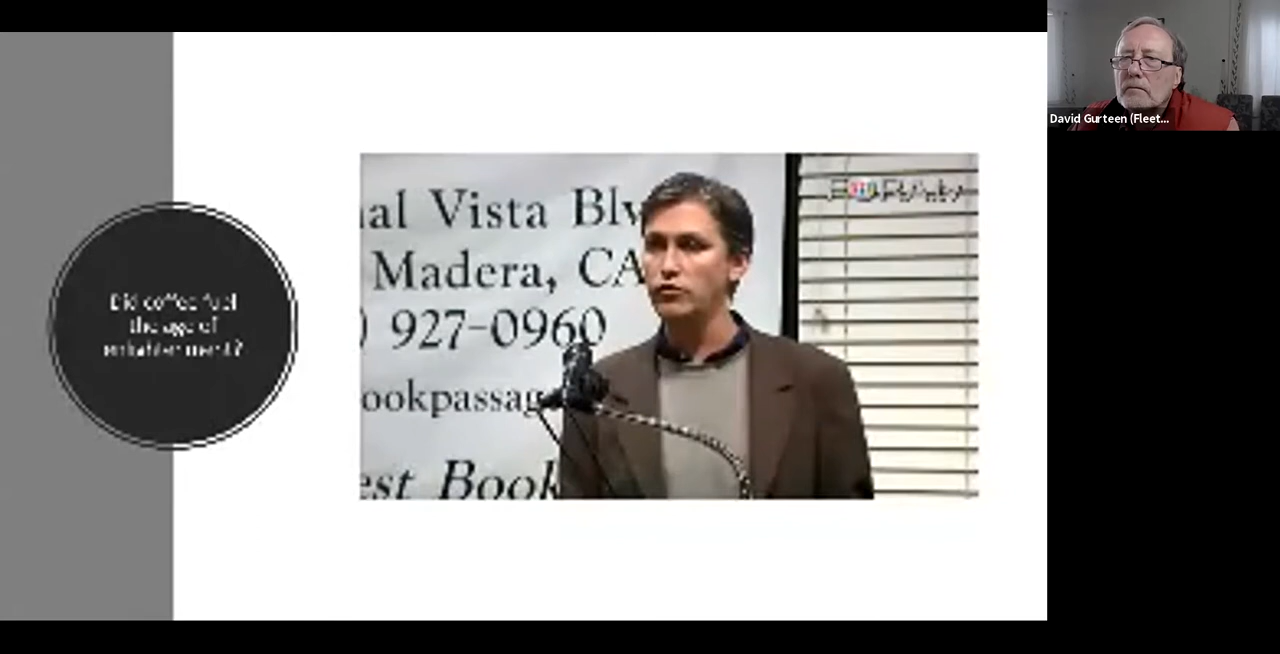 Did coffee fuel
the age of
enlightenment?
nal Vista Blv
Madera, CA
) 927-0960
ookpassag
est Book
David Gurteen (Fleet...